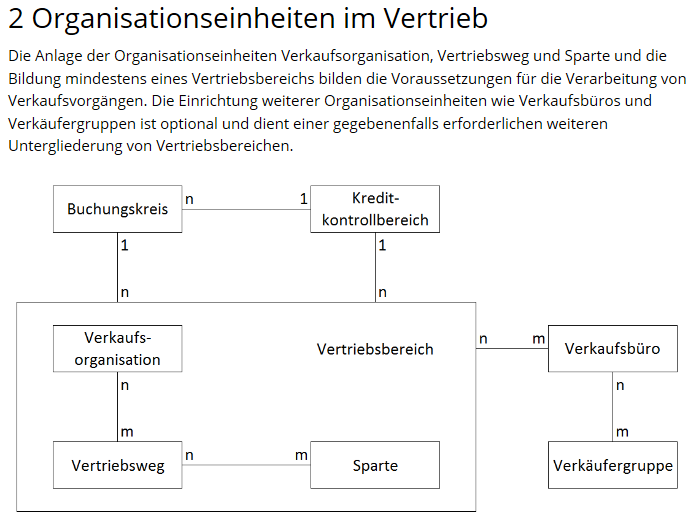 2 Organisationseinheiten im Vertrieb
Die Anlage der Organisationseinheiten Verkaufsorganisation, Vertriebsweg und Sparte und die
Bildung mindestens eines Vertriebsbereichs bilden die Voraussetzungen für die Verarbeitung von
Verkaufsvorgängen. Die Einrichtung weiterer Organisationseinheiten wie Verkaufsbüros und
Verkäufergruppen ist optional und dient einer gegebenenfalls erforderlichen weiteren
Untergliederung von Vertriebsbereichen.
Buchungskreis
n
1
Kredit-
kontrollbereich
1
1
n
n
Verkaufs-
organisation
Vertriebsbereich
n
m
Verkaufsbüro
n
n
m
m
Vertriebsweg
n
m
Sparte
Verkäufergruppe